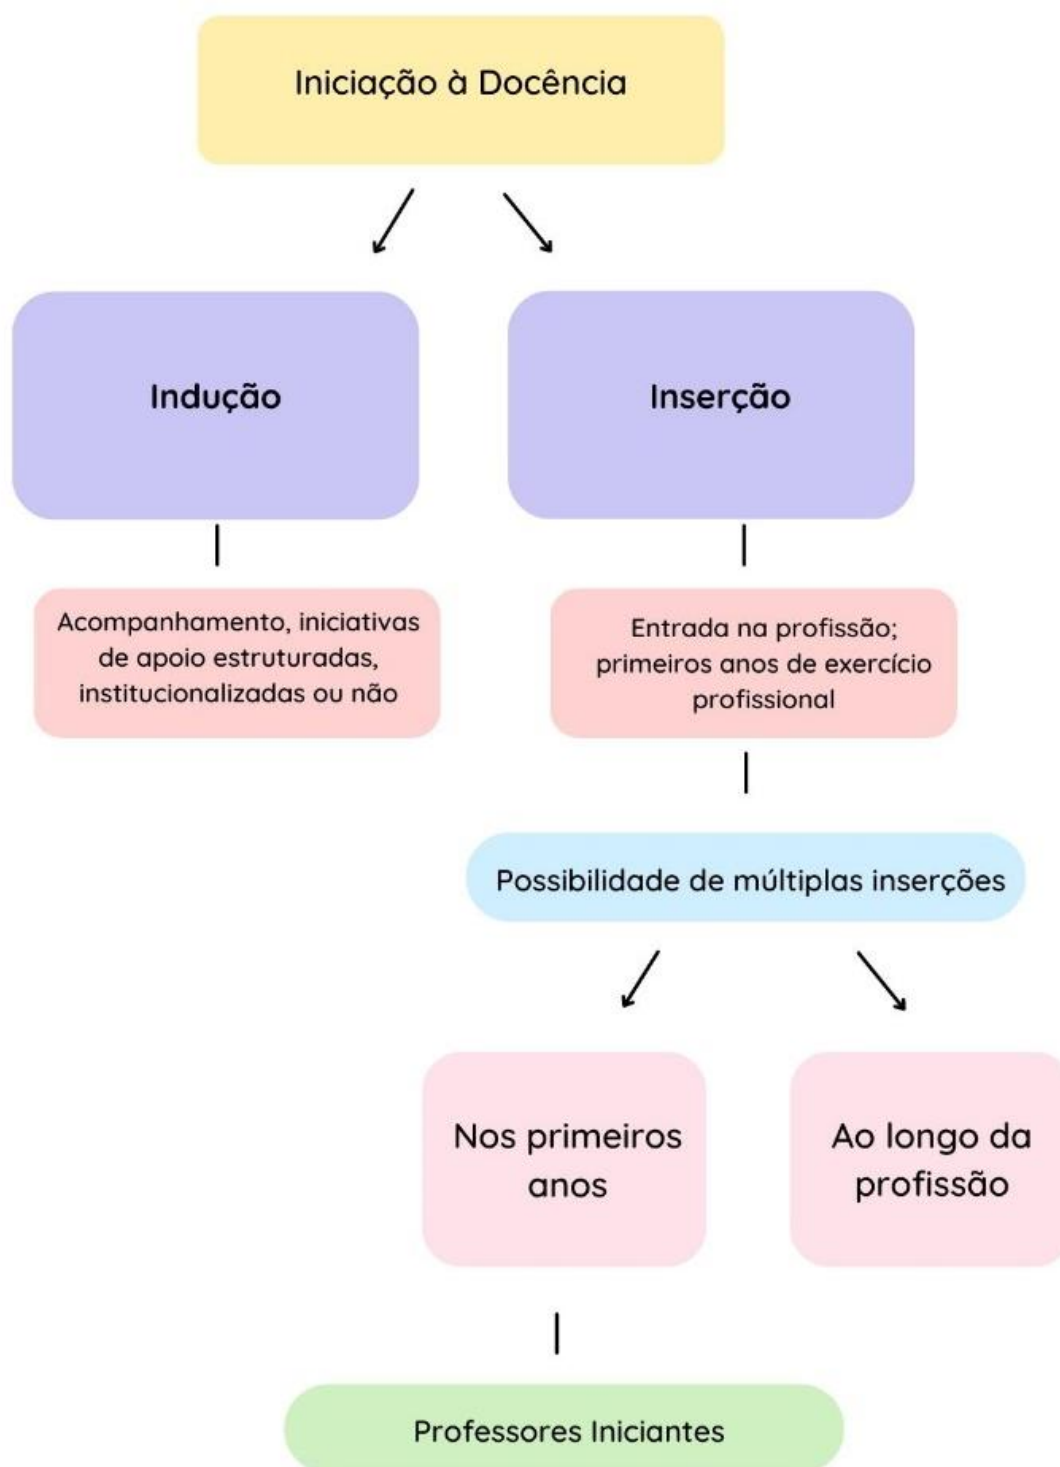 Iniciação à Docência
Indução
Inserção
Acompanhamento, iniciativas
de apoio estruturadas,
institucionalizadas ou não
Entrada na profissão;
primeiros anos de exercício
profissional
Possibilidade de múltiplas inserções
Nos primeiros
anos
Ao longo da
profissão
Professores Iniciantes